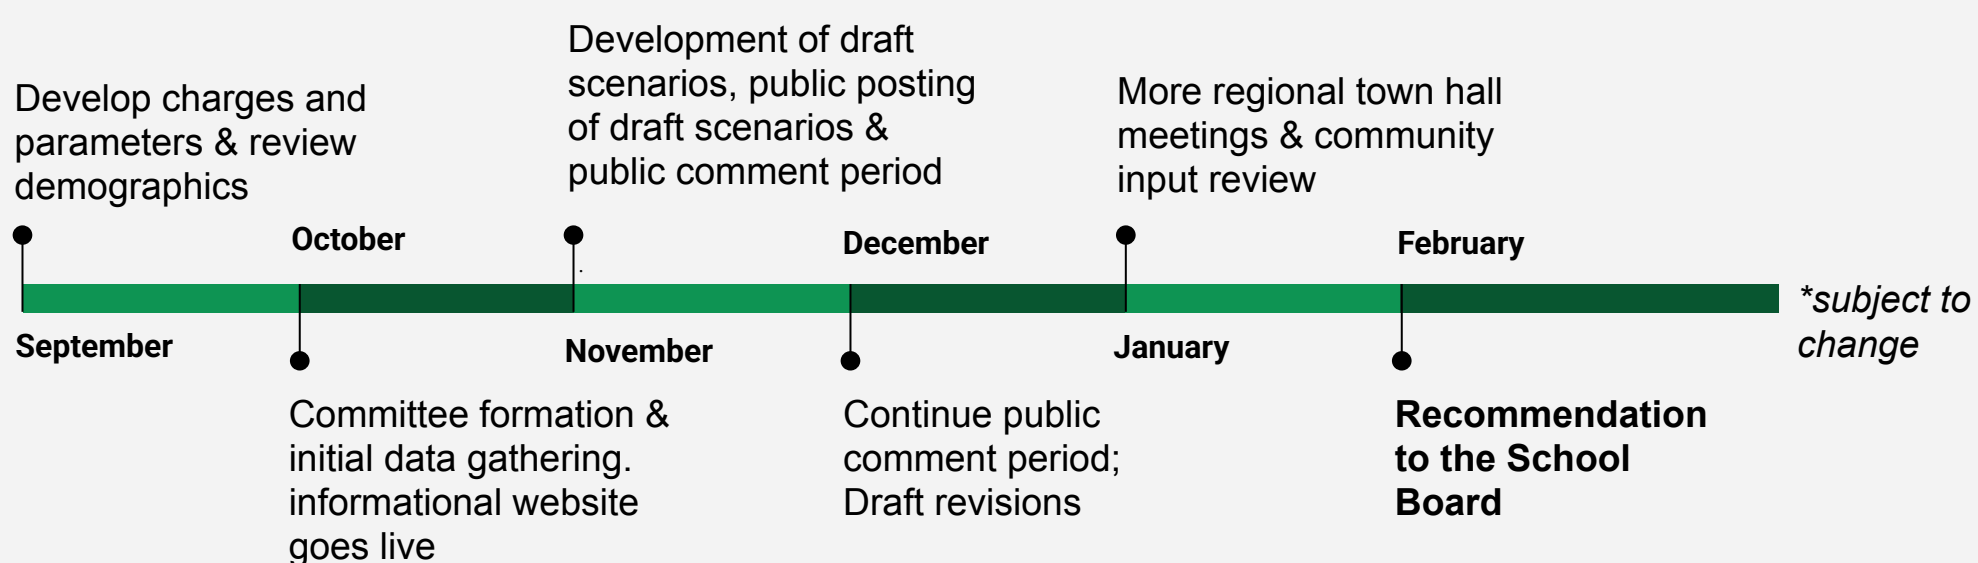 Develop charges and
parameters & review
demographics
September
October
Committee formation &
initial data gathering.
informational website
goes live
Development of draft
scenarios, public posting
of draft scenarios &
public comment period
.
November
December
Continue public
comment period;
Draft revisions
More regional town hall
meetings & community
input review
January
February
Recommendation
to the School
Board
*subject to
change